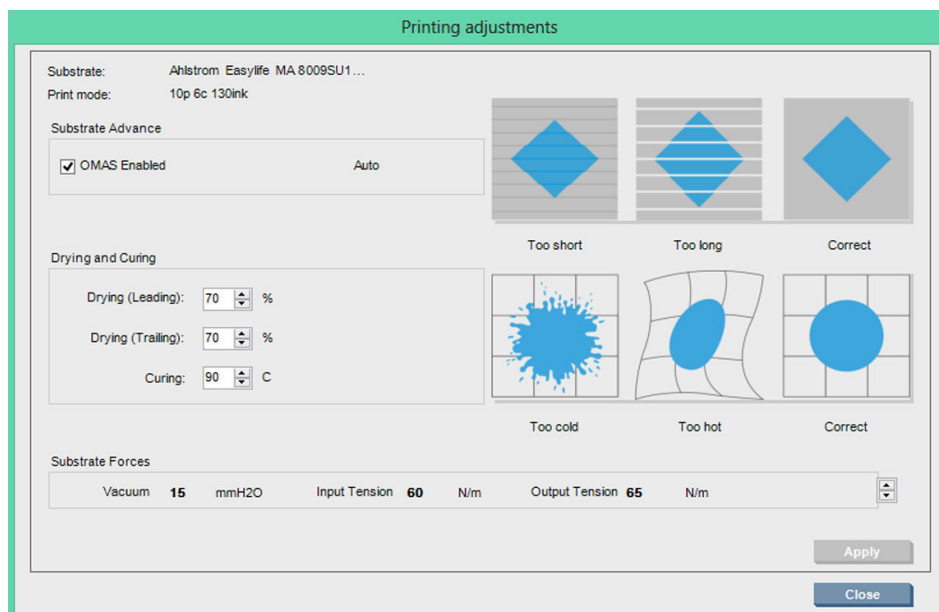 Printing adjustments
Substrate: Ahlstrom Easylife MA 8009SU1...
Print mode: 10p 6c 130ink
Substrate Advance
OMAS Enabled Auto
Too short Too long Correct
Drying and Curing
Drying (Leading): 70 %
Drying (Trailing): 70 %
Curing: 90 C
Too cold Too hot Correct
Substrate Forces
Vacuum 15 mmH2O Input Tension 60 N/m Output Tension 65 N/m
Apply
Close